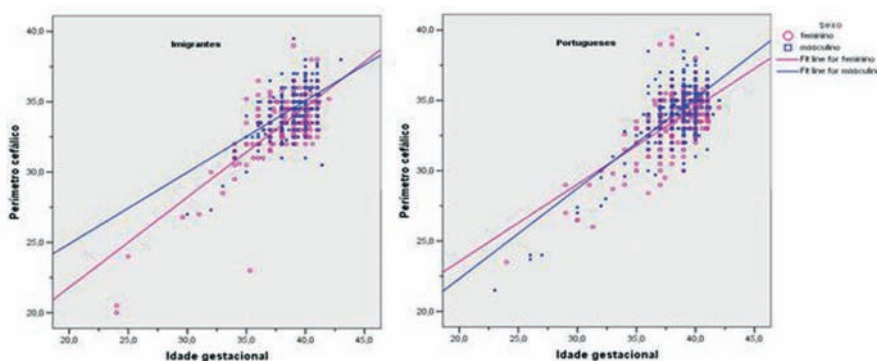 Imigrantes
Perímetro cefálico
40,0
35,0
30,0
25,0
20,0
20,0 25,0 30,0 35,0 40,0 45,0
Idade gestacional
Portugueses
Perímetro cefálico
40,0
35,0
30,0
25,0
20,0
20,0 25,0 30,0 35,0 40,0 45,0
Idade gestacional
sexo
feminino
masculino
Fit line for feminino
Fit line for masculino